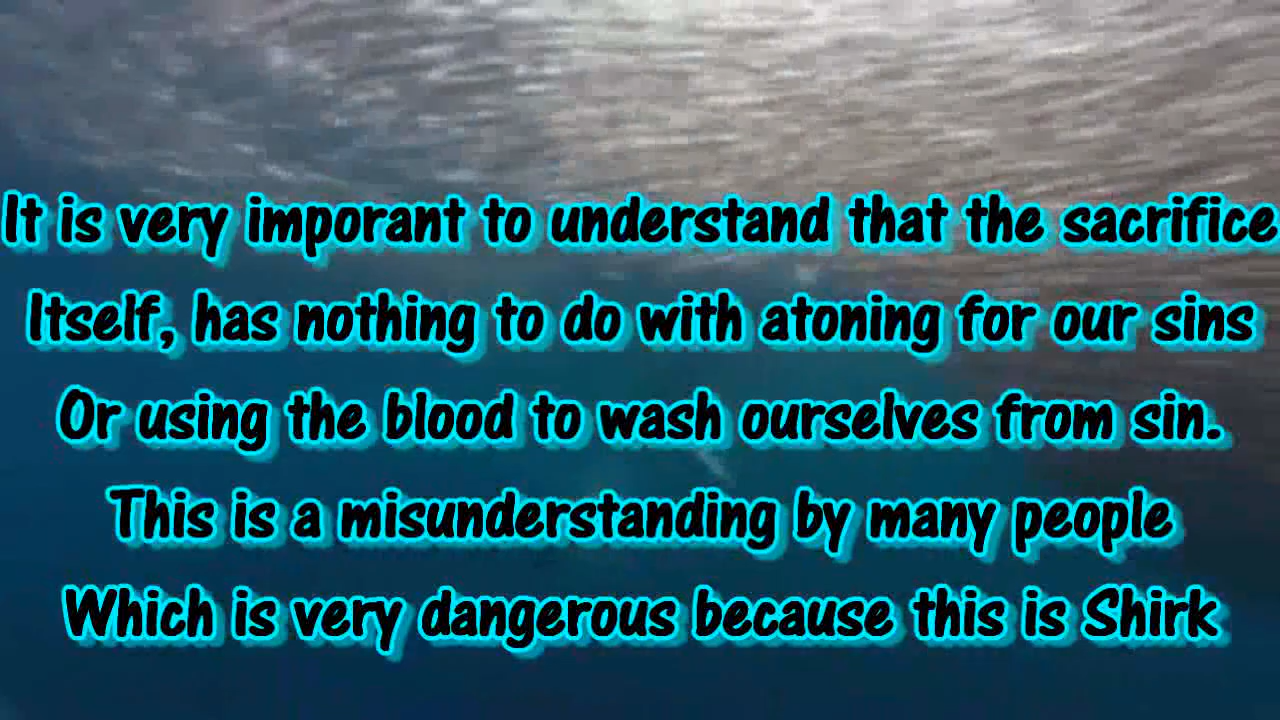 It is very imporant to understand that the sacrifice
Itself, has nothing to do with atoning for our sins
Or using the blood to wash ourselves from sin.
This is a misunderstanding by many people
Which is very dangerous because this is Shirk